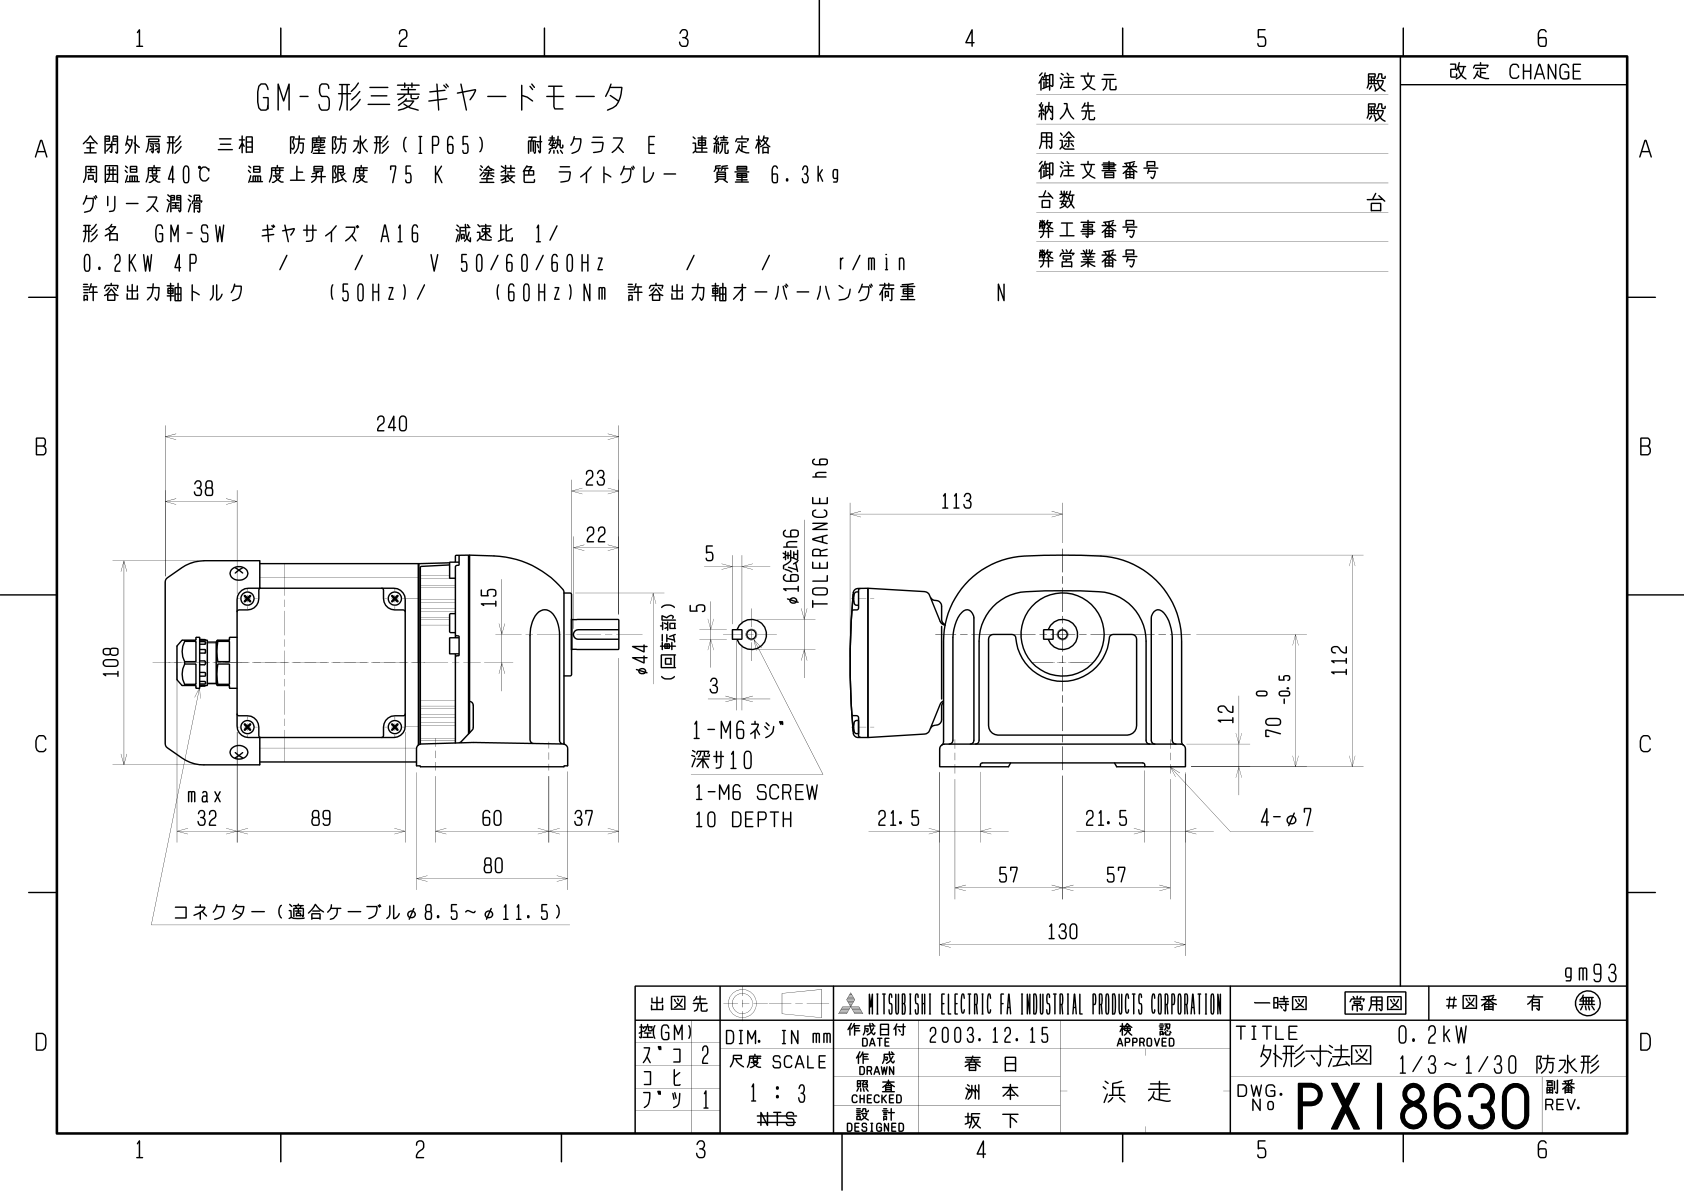 1 2 3 4 5 6
改定 CHANGE
GM-S形三菱ギヤードモータ
全閉外扇形 三相 防塵防水形(IP65) 耐熱クラス E 連続定格
周囲温度40℃ 温度上昇限度 75 K 塗装色 ライトグレー 質量 6.3kg
グリース潤滑
形名 GM-SW ギヤサイズ A16 減速比 1/
0.2KW 4P / / V 50/60/60Hz / / r/min
許容出力軸トルク (50Hz)/ (60Hz)Nm 許容出力軸オーバーハング荷重 N
御注文元 殿
納入先 殿
用途
御注文書番号
台数 台
弊工事番号
弊営業番号
A A
B B
C C
D D
240
38
23
22
15
108
φ44
(回転部)
max
32
89
60
37
80
コネクター(適合ケーブルφ8.5~φ11.5)
5
5
3
φ16公差h6
TOLERANCE h6
1-M6ネジ
深サ10
1-M6 SCREW
10 DEPTH
113
112
12
70 0 -0.5
21.5
21.5
4-φ7
57
57
130
gm93
出図先
控(GM)
ズコ 2
コピ
ブツ 1
DIM. IN mm
尺度 SCALE
1 : 3
NTS
MITSUBISHI ELECTRIC FA INDUSTRIAL PRODUCTS CORPORATION
作成日付 DATE 2003.12.15
作成 DRAWN 春日
照査 CHECKED 洲本
設計 DESIGNED 坂下
検認 APPROVED
浜走
一時図 常用図 #図番 有 無
TITLE 0.2kW
外形寸法図 1/3~1/30 防水形
DWG. No PX18630
副番 REV.
1 2 3 4 5 6